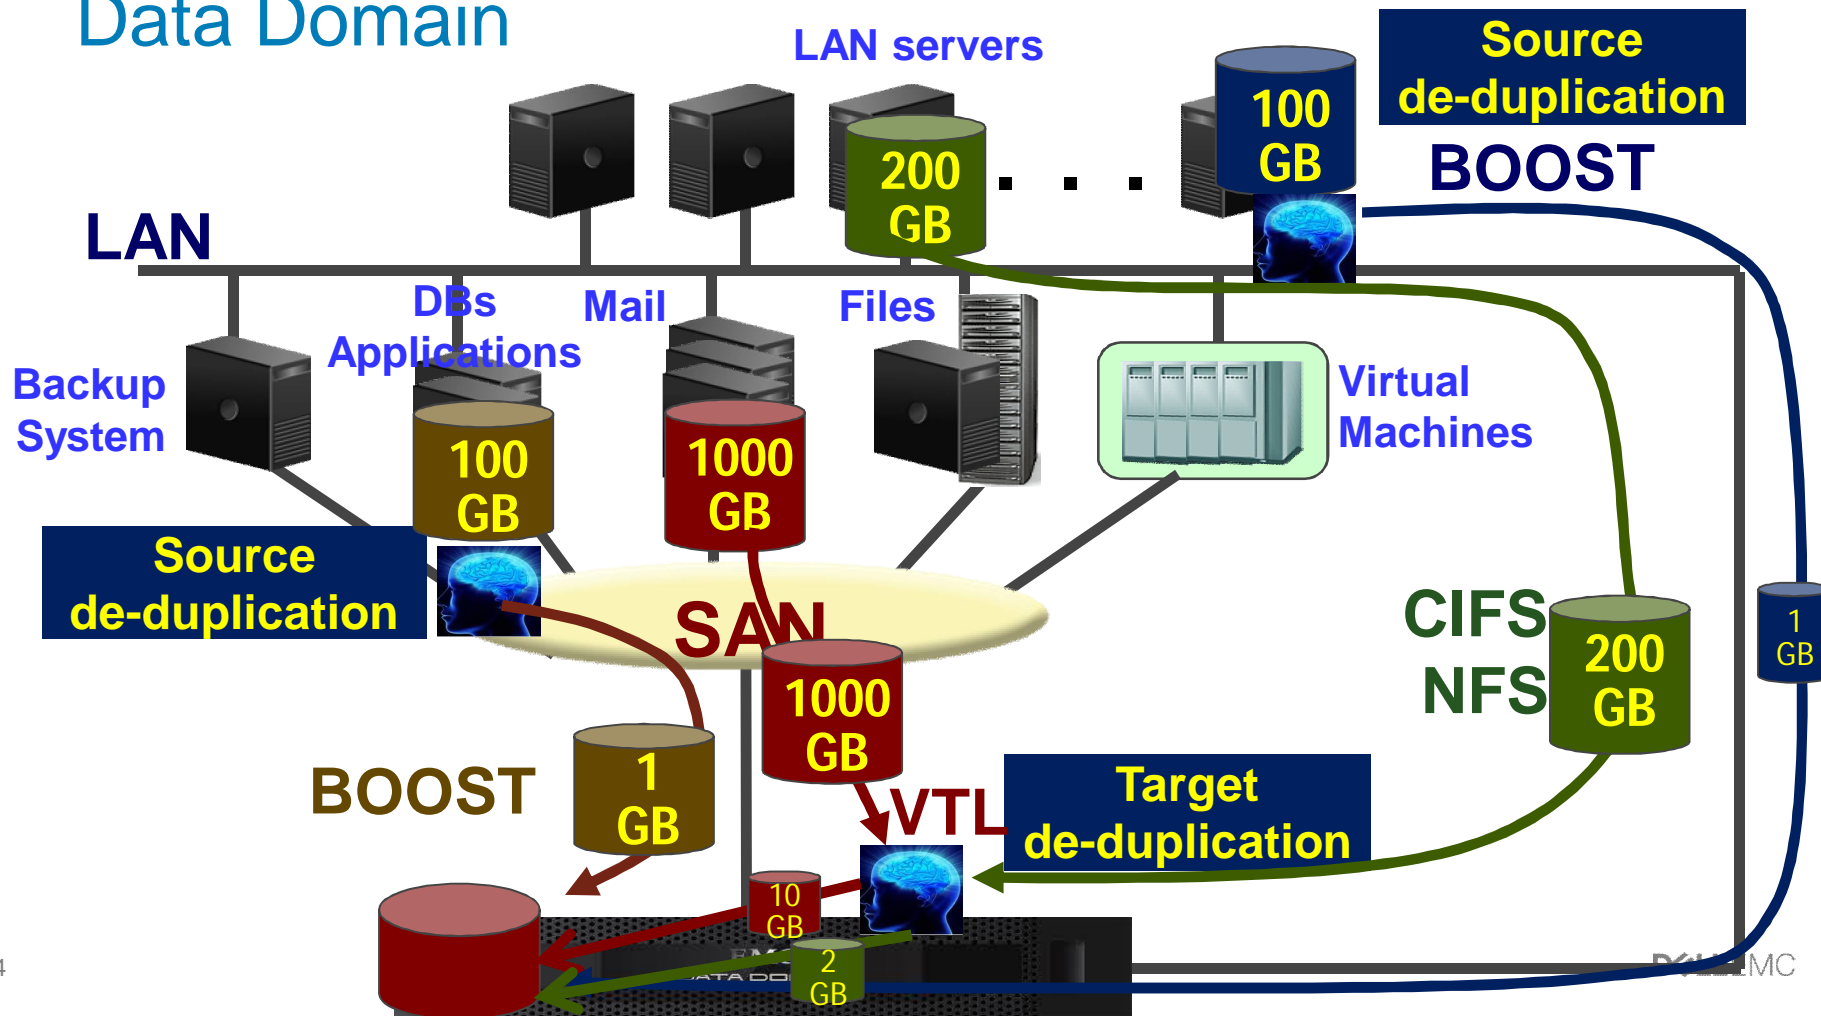 Data Domain
LAN servers
Source
de-duplication
100
GB
BOOST
200
GB
. . .
LAN
DBs
Applications
Mail
Files
Backup
System
Virtual
Machines
100
GB
1000
GB
Source
de-duplication
SAN
CIFS
NFS
200
GB
1
GB
1000
GB
BOOST
1
GB
VTL
Target
de-duplication
10
GB
2
GB
4